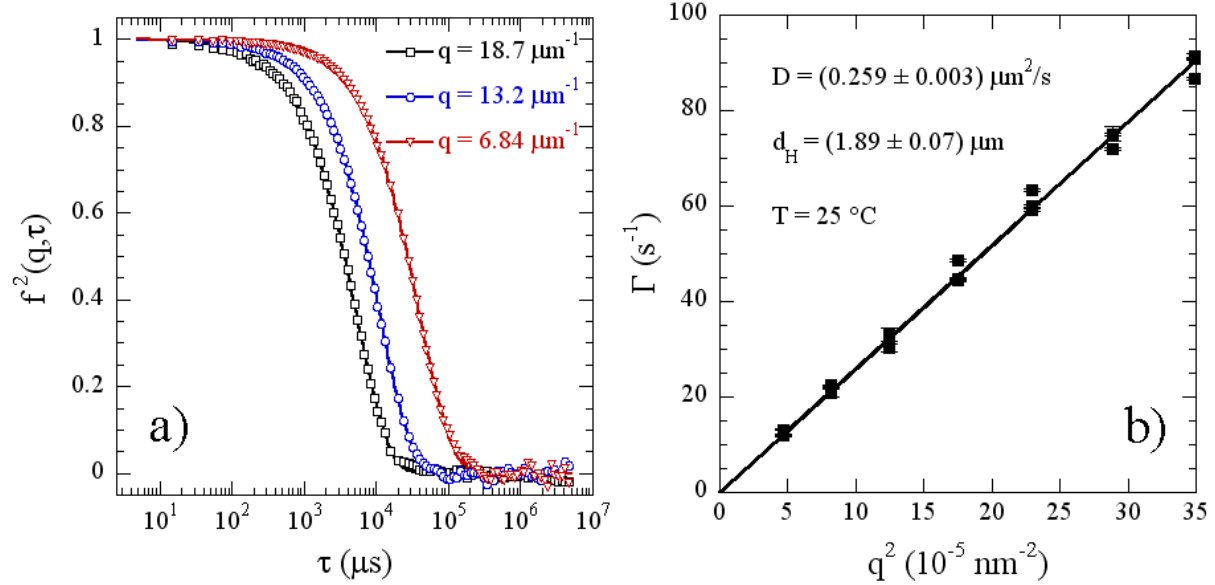 q = 18.7 μm⁻¹
q = 13.2 μm⁻¹
q = 6.84 μm⁻¹
f²(q,τ)
1
0.8
0.6
0.4
0.2
0
a)
10¹ 10² 10³ 10⁴ 10⁵ 10⁶ 10⁷
τ (μs)
D = (0.259 ± 0.003) μm²/s
d_H = (1.89 ± 0.07) μm
T = 25 °C
Γ (s⁻¹)
100
80
60
40
20
0
b)
0 5 10 15 20 25 30 35
q² (10⁻⁵ nm⁻²)